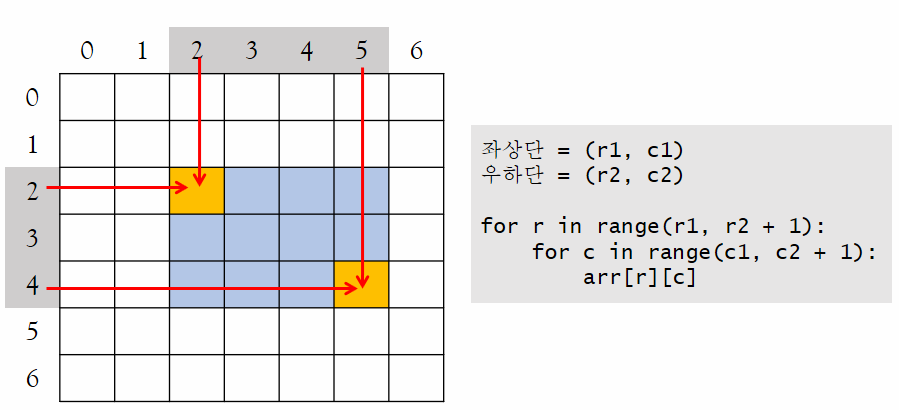 0 1 2 3 4 5 6
0
1
2
3
4
5
6
좌상단 = (r1, c1)
우하단 = (r2, c2)
for r in range(r1, r2 + 1):
    for c in range(c1, c2 + 1):
        arr[r][c]